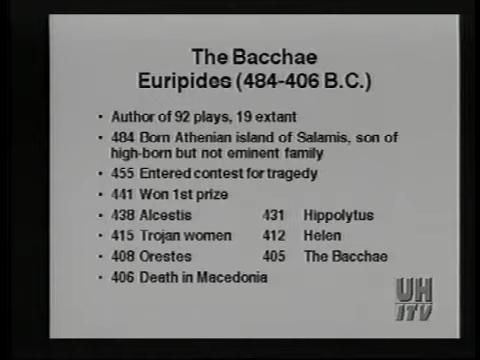 The Bacchae
Euripides (484-406 B.C.)
• Author of 92 plays, 19 extant
• 484 Born Athenian island of Salamis, son of
high-born but not eminent family
• 455 Entered contest for tragedy
• 441 Won 1st prize
• 438 Alcestis 431 Hippolytus
• 415 Trojan women 412 Helen
• 408 Orestes 405 The Bacchae
• 406 Death in Macedonia
UH
ITV